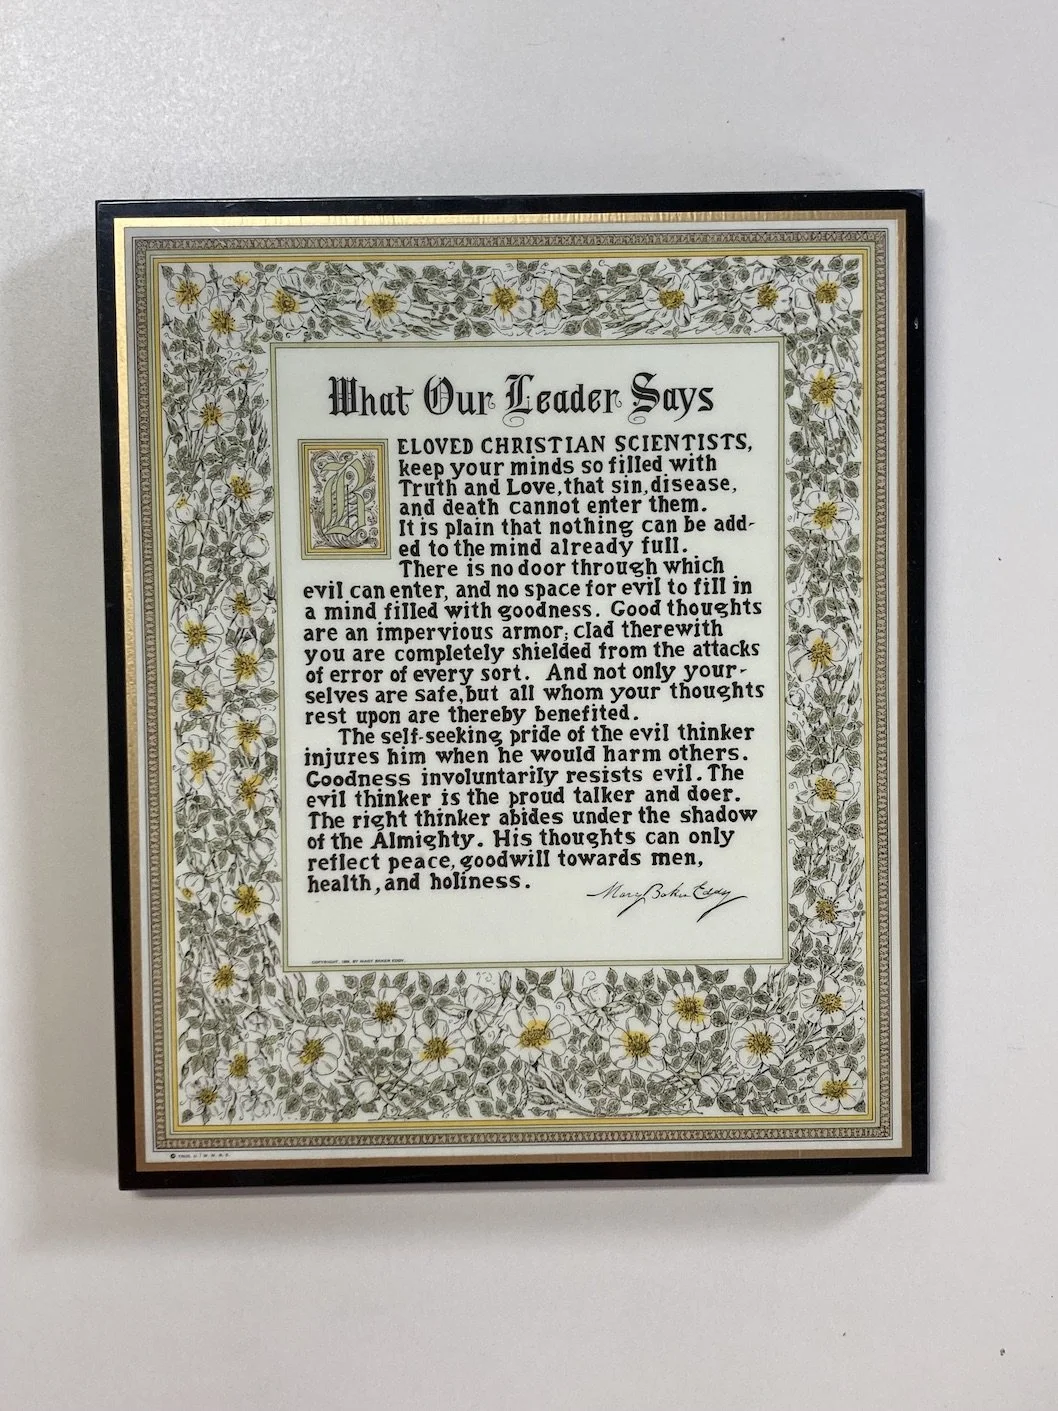 What Our Leader Says
BELOVED CHRISTIAN SCIENTISTS,
keep your minds so filled with
Truth and Love, that sin, disease,
and death cannot enter them.
It is plain that nothing can be add-
ed to the mind already full.
There is no door through which
evil can enter, and no space for evil to fill in
a mind filled with goodness. Good thoughts
are an impervious armor; clad therewith
you are completely shielded from the attacks
of error of every sort. And not only your-
selves are safe, but all whom your thoughts
rest upon are thereby benefited.
The self-seeking pride of the evil thinker
injures him when he would harm others.
Goodness involuntarily resists evil. The
evil thinker is the proud talker and doer.
The right thinker abides under the shadow
of the Almighty. His thoughts can only
reflect peace, goodwill towards men,
health, and holiness.
Mary Baker Eddy
COPYRIGHT, BY MARY BAKER EDDY.